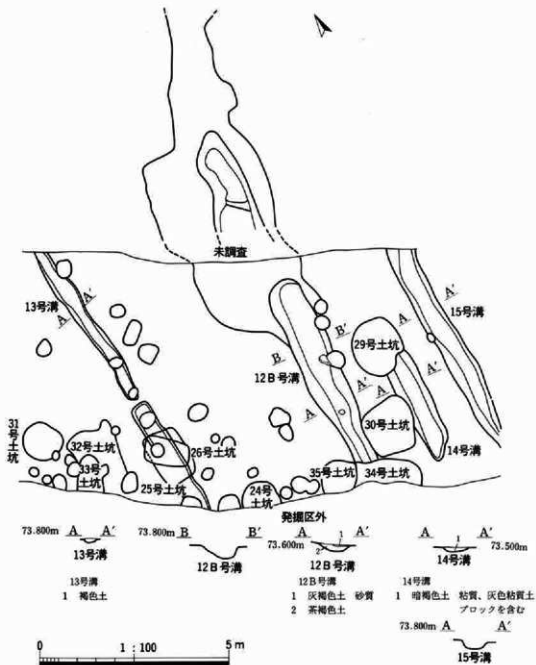 未調査
13号溝
A
A′
12B号溝
B
B′
A
A′
29号土坑
A
A′
30号土坑
14号溝
A
A′
15号溝
31号土坑
32号土坑
33号土坑
25号土坑
26号土坑
24号土坑
35号土坑
34号土坑
発掘区外
73.800m A A′
13号溝
73.800m B B′
12B号溝
73.600m A A′
1
2
12B号溝
A A′ 73.500m
1
14号溝
13号溝
1 褐色土
12B号溝
1 灰褐色土 砂質
2 茶褐色土
14号溝
1 暗褐色土 粘質、灰色粘質土
ブロックを含む
73.800m A A′
15号溝
0 1:100 5m